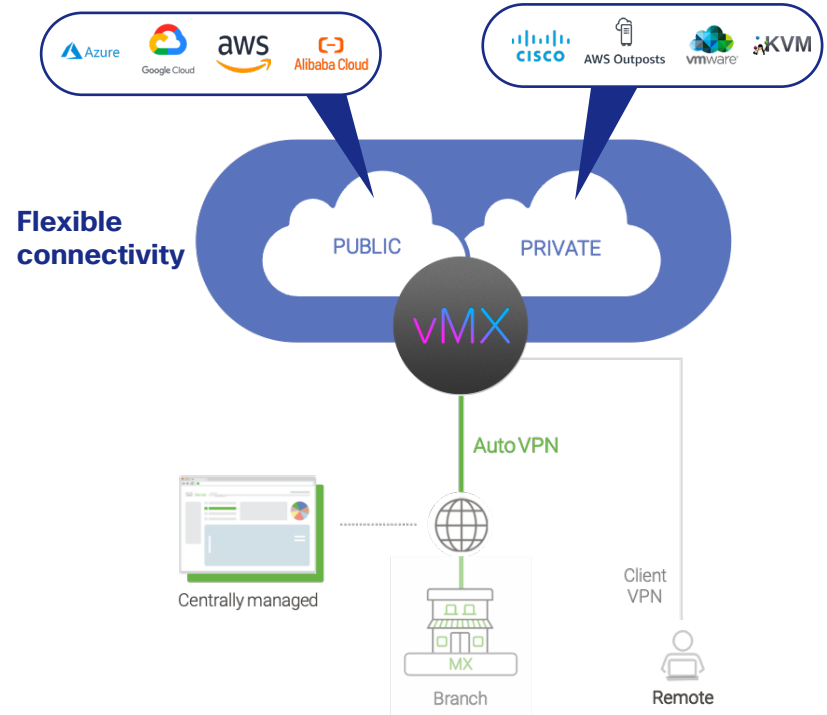 Azure
Google Cloud
aws
Alibaba Cloud
CISCO
AWS Outposts
vmware
KVM
Flexible
connectivity
PUBLIC
PRIVATE
vMX
Auto VPN
Centrally managed
Client
VPN
MX
Branch
Remote